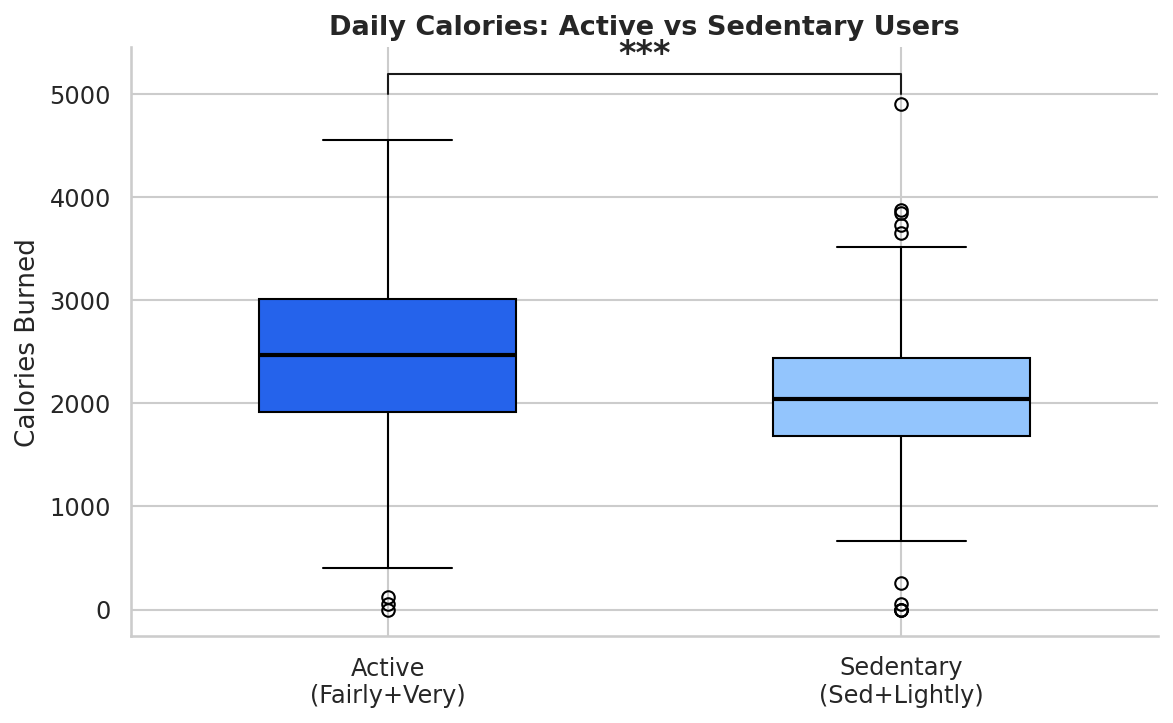 Daily Calories: Active vs Sedentary Users
***
5000
4000
3000
2000
1000
0
Calories Burned
Active
(Fairly+Very)
Sedentary
(Sed+Lightly)